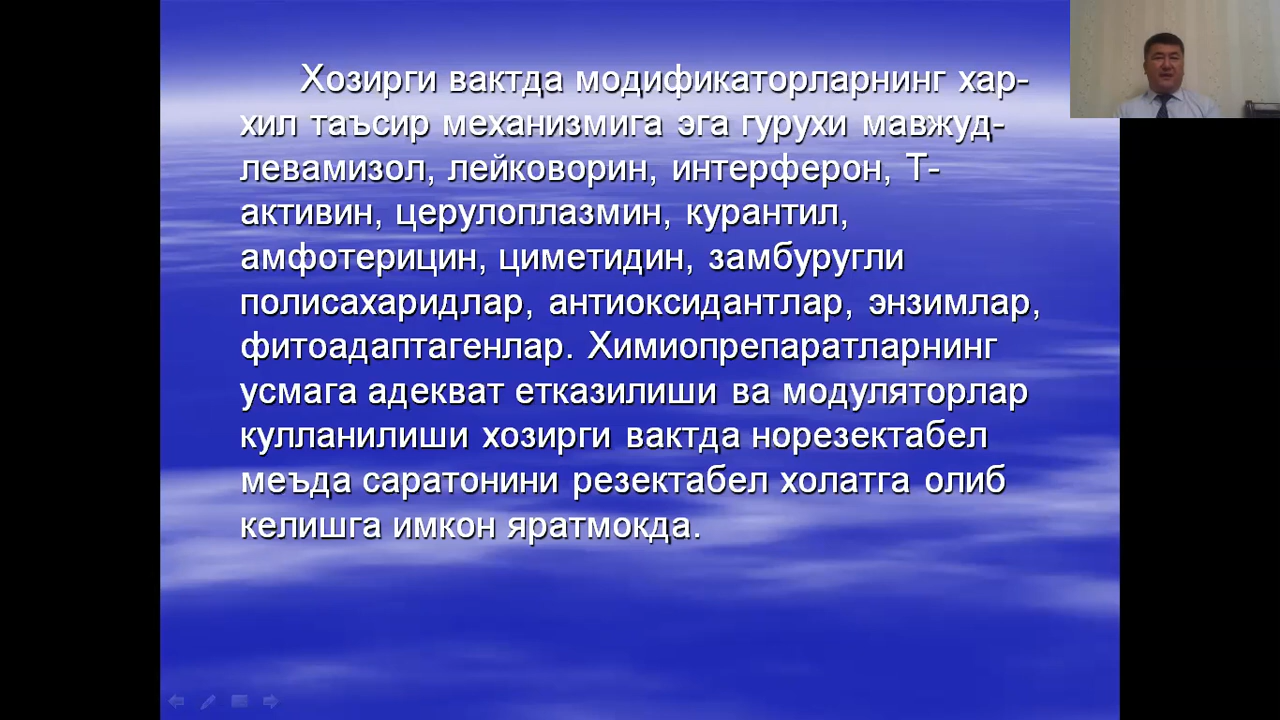 Хозирги вактда модификаторларнинг хар-
хил таъсир механизмига эга гурухи мавжуд-
левамизол, лейковорин, интерферон, Т-
активин, церулоплазмин, курантил,
амфотерицин, циметидин, замбуругли
полисахаридлар, антиоксидантлар, энзимлар,
фитоадаптагенлар. Химиопрепаратларнинг
усмага адекват етказилиши ва модуляторлар
кулланилиши хозирги вактда норезектабел
меъда саратонини резектабел холатга олиб
келишга имкон яратмокда.